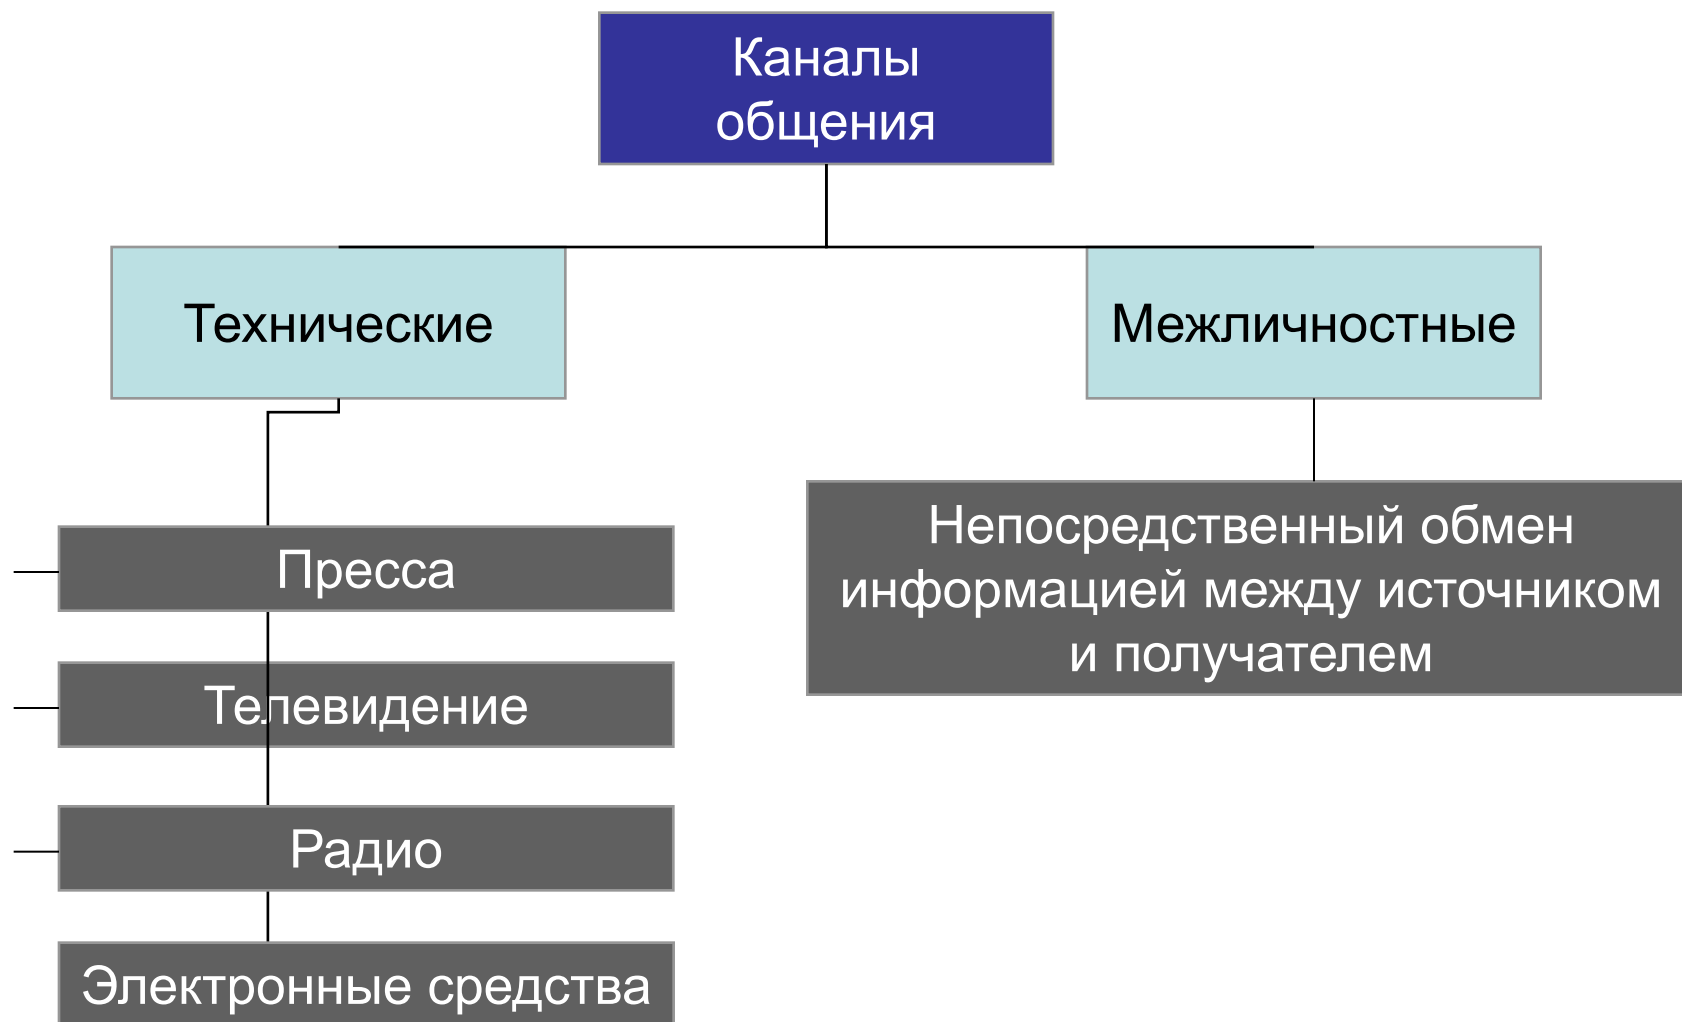 Каналы
общения
Технические
Межличностные
Пресса
Телевидение
Радио
Электронные средства
Непосредственный обмен
информацией между источником
и получателем